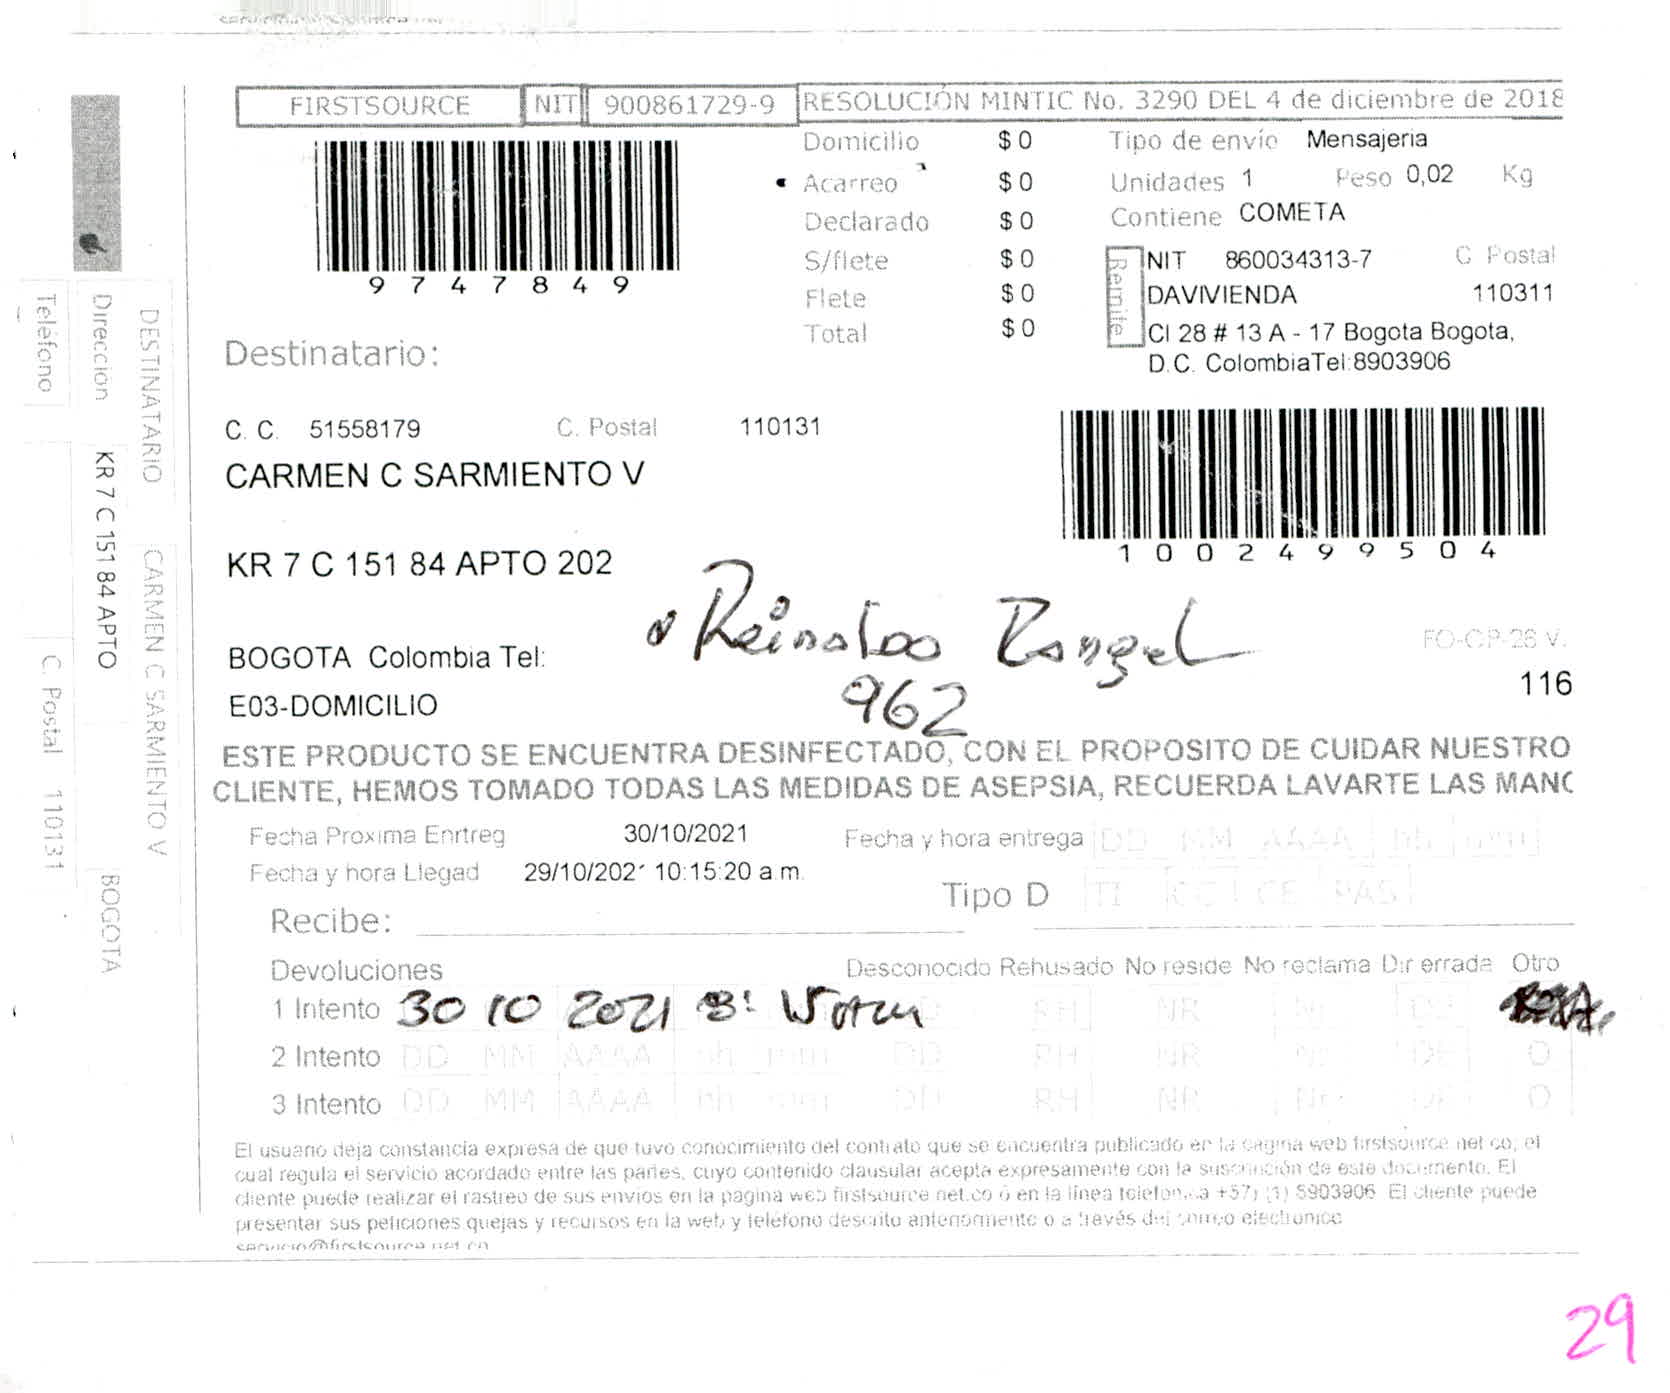 FIRSTSOURCE NIT 900861729-9 RESOLUCIÓN MINTIC No. 3290 DEL 4 de diciembre de 2018
Domicilio $ 0 Tipo de envío Mensajeria
Acarreo $ 0 Unidades 1 Peso 0,02 Kg
Declarado $ 0 Contiene COMETA
S/flete $ 0
Flete $ 0
Total $ 0
9747849
Remite
NIT 860034313-7 C Postal
DAVIVIENDA 110311
Cl 28 # 13 A - 17 Bogota Bogota,
D.C. ColombiaTel:8903906
Destinatario:
C. C. 51558179 C. Postal 110131
CARMEN C SARMIENTO V
1002499504
KR 7 C 151 84 APTO 202
Reinaldo Rangel
962
BOGOTA Colombia Tel:
FO-OP-28 V.
116
E03-DOMICILIO
ESTE PRODUCTO SE ENCUENTRA DESINFECTADO, CON EL PROPOSITO DE CUIDAR NUESTRO
CLIENTE, HEMOS TOMADO TODAS LAS MEDIDAS DE ASEPSIA, RECUERDA LAVARTE LAS MANO
Fecha Proxima Enrtreg 30/10/2021 Fecha y hora entrega DD MM AAAA hh mm
Fecha y hora Llegad 29/10/2021 10:15:20 a.m.
Tipo D TI CC CE PAS
Recibe:
Devoluciones Desconocido Rehusado No reside No reclama Dir errada Otro
1 Intento 30 10 2021 RH NR Nr DE
2 Intento DD MM AAAA hh mm DD RH NR Nr DE O
3 Intento DD MM AAAA hh mm DD RH NR Nr DE O
El usuario deja constancia expresa de que tuvo conocimiento del contrato que se encuentra publicado en la pagina web firstsource.net.co, el
cual regula el servicio acordado entre las partes, cuyo contenido clausular acepta expresamente con la suscripción de este documento. El
cliente puede realizar el rastreo de sus envios en la pagina web firstsource.net.co ó en la linea telefonica +57) (1) 5903906 El cliente puede
presentar sus peticiones quejas y recursos en la web y teléfono descrito anteriormente o a través del correo electronico
servicio@firstsource.net.co
DESTINATARIO CARMEN C SARMIENTO V
Direccion KR 7 C 151 84 APTO BOGOTA
Teléfono C. Postal 110131
29